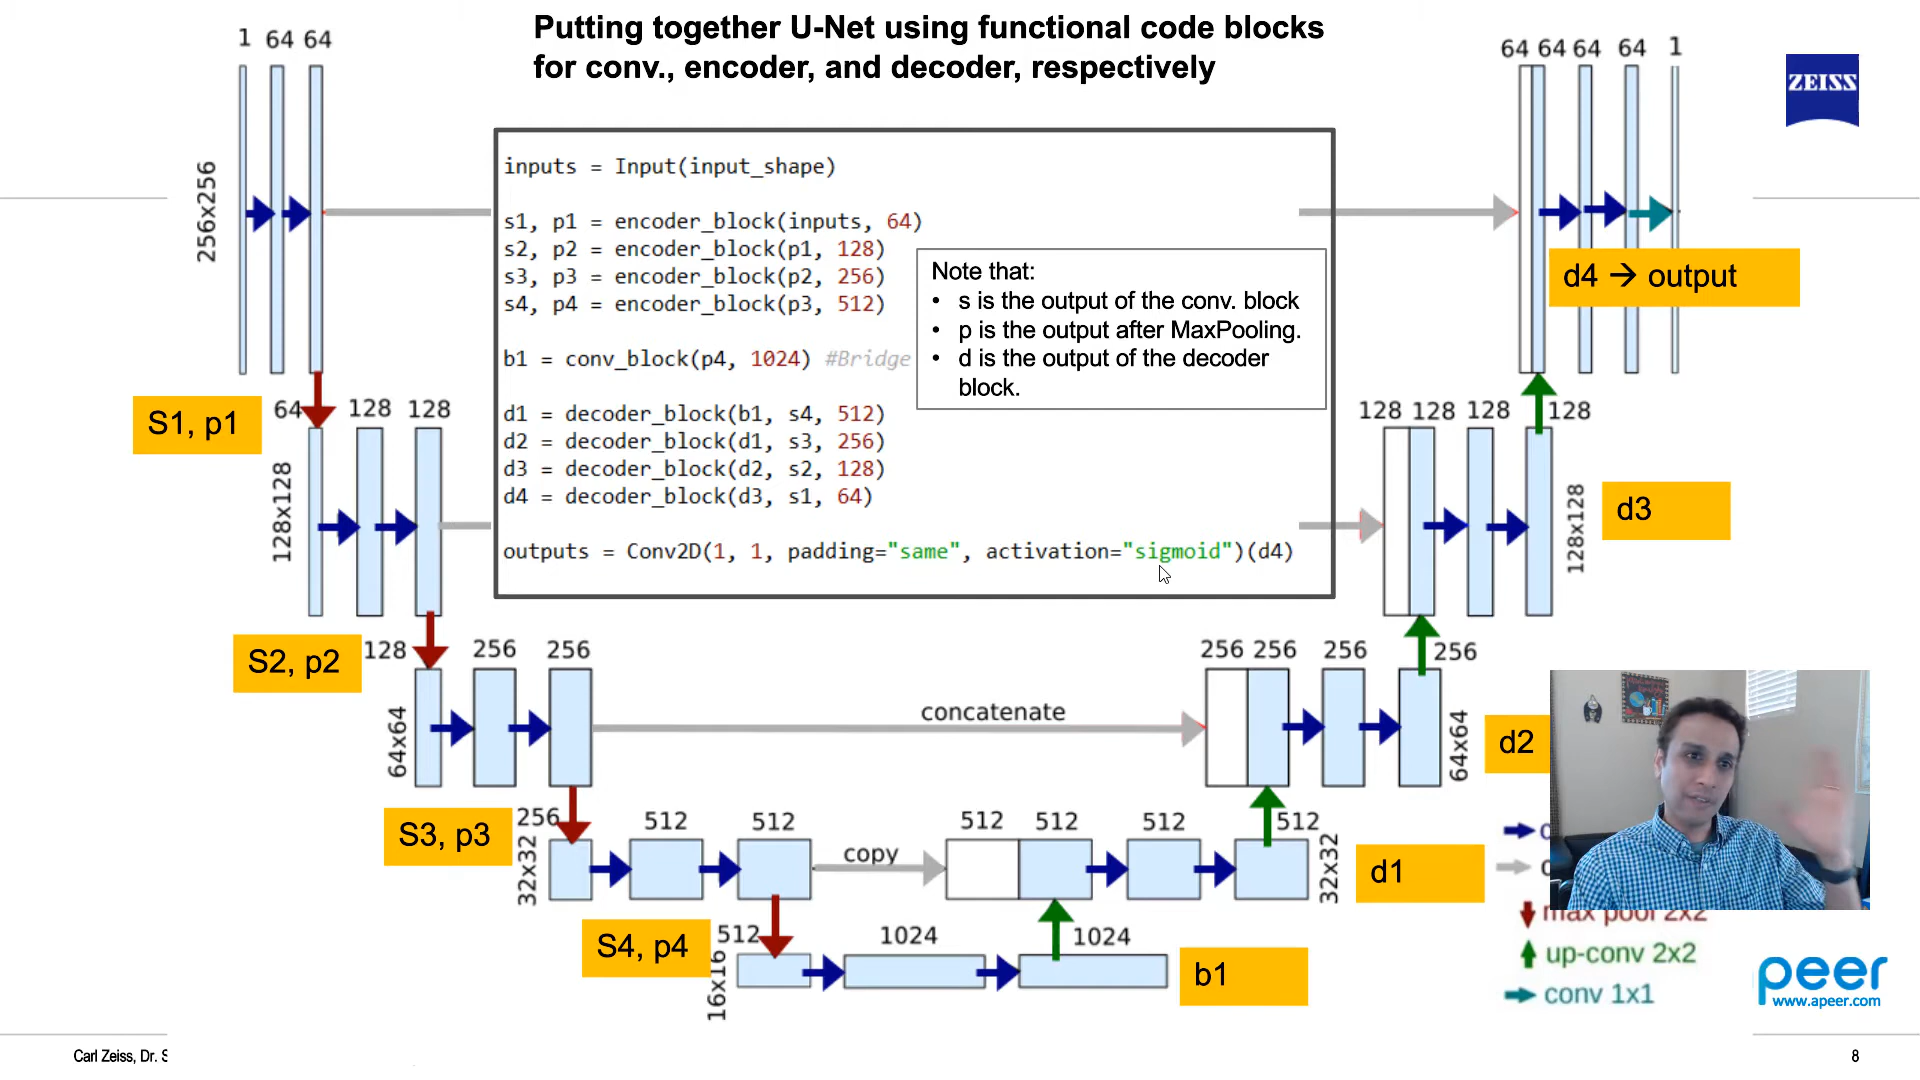 Putting together U-Net using functional code blocks
for conv., encoder, and decoder, respectively
ZEISS
1 64 64
256x256
inputs = Input(input_shape)
s1, p1 = encoder_block(inputs, 64)
s2, p2 = encoder_block(p1, 128)
s3, p3 = encoder_block(p2, 256)
s4, p4 = encoder_block(p3, 512)
b1 = conv_block(p4, 1024) #Bridge
d1 = decoder_block(b1, s4, 512)
d2 = decoder_block(d1, s3, 256)
d3 = decoder_block(d2, s2, 128)
d4 = decoder_block(d3, s1, 64)
outputs = Conv2D(1, 1, padding="same", activation="sigmoid")(d4)
Note that:
• s is the output of the conv. block
• p is the output after MaxPooling.
• d is the output of the decoder
block.
64 64 64 64 1
d4 → output
S1, p1
64 128 128
128x128
128 128 128 128
128x128
d3
S2, p2
128 256 256
64x64
concatenate
256 256 256 256
64x64
d2
S3, p3
256 512 512
32x32
copy
512 512 512 512
32x32
d1
S4, p4
512 1024 1024
16x16
b1
max pool 2x2
up-conv 2x2
conv 1x1
peer
www.apeer.com
Carl Zeiss, Dr.
8